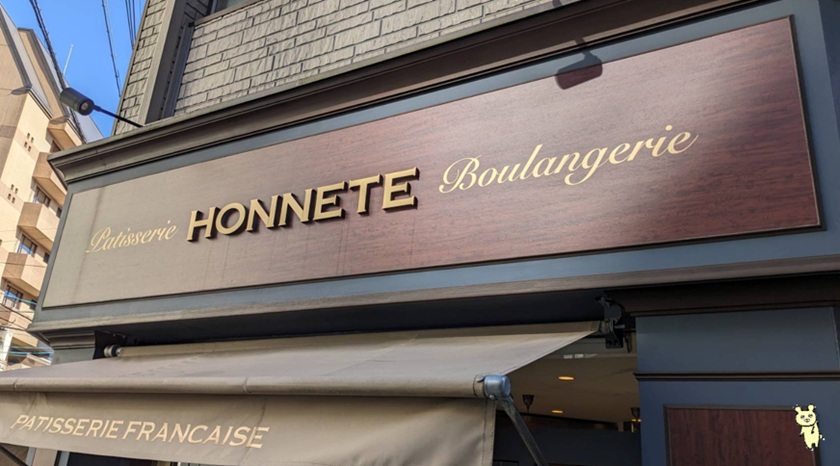 Patisserie HONNETE Boulangerie
PATISSERIE FRANCAISE